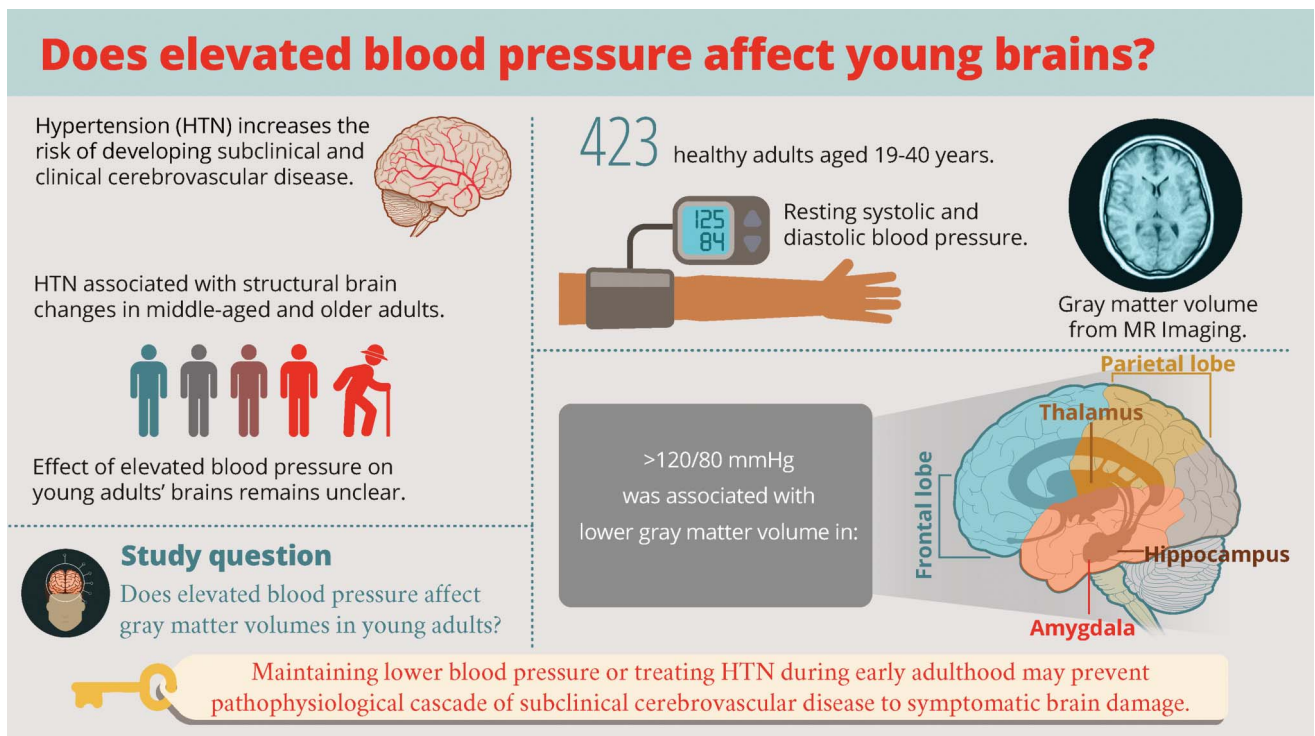 Does elevated blood pressure affect young brains?
Hypertension (HTN) increases the
risk of developing subclinical and
clinical cerebrovascular disease.
HTN associated with structural brain
changes in middle-aged and older adults.
Effect of elevated blood pressure on
young adults’ brains remains unclear.
Study question
Does elevated blood pressure affect
gray matter volumes in young adults?
423 healthy adults aged 19-40 years.
125
84
Resting systolic and
diastolic blood pressure.
Gray matter volume
from MR Imaging.
>120/80 mmHg
was associated with
lower gray matter volume in:
Parietal lobe
Thalamus
Frontal lobe
Hippocampus
Amygdala
Maintaining lower blood pressure or treating HTN during early adulthood may prevent
pathophysiological cascade of subclinical cerebrovascular disease to symptomatic brain damage.